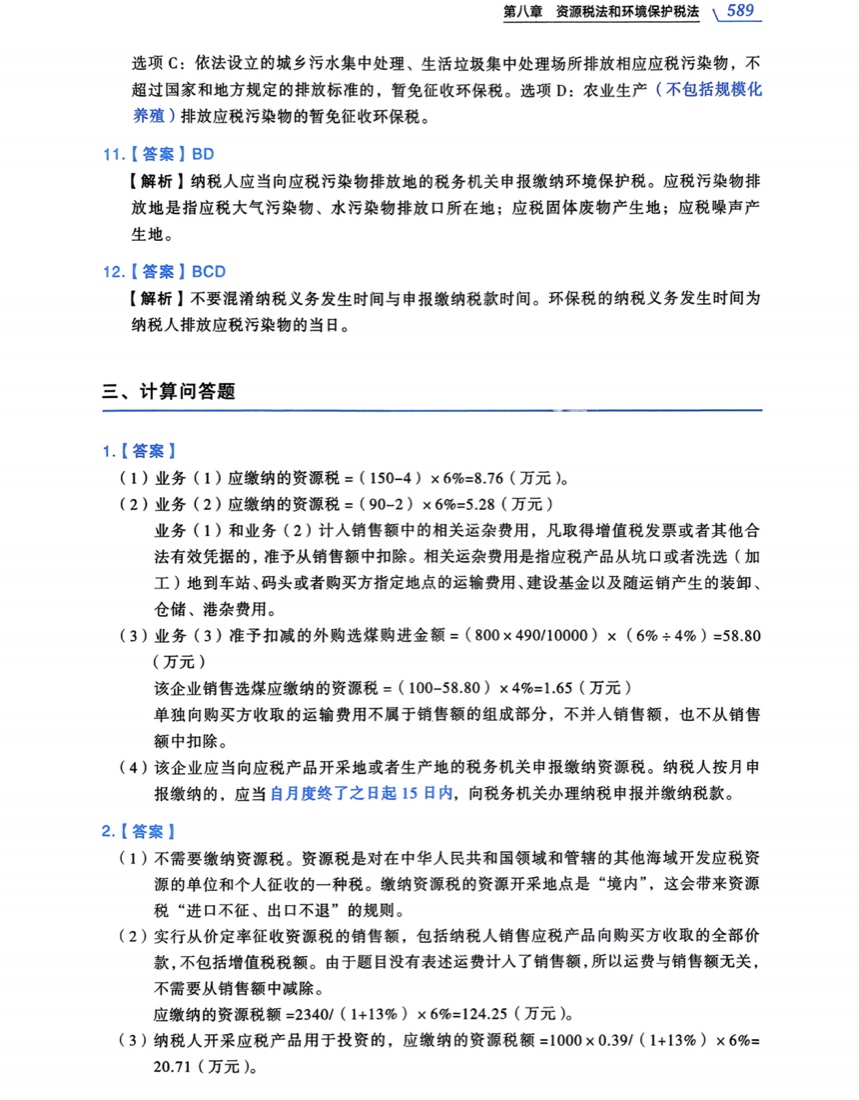 第八章 资源税法和环境保护税法 589
选项 C：依法设立的城乡污水集中处理、生活垃圾集中处理场所排放相应应税污染物，不
超过国家和地方规定的排放标准的，暂免征收环保税。选项 D：农业生产（不包括规模化
养殖）排放应税污染物的暂免征收环保税。
11.【答案】BD
【解析】纳税人应当向应税污染物排放地的税务机关申报缴纳环境保护税。应税污染物排
放地是指应税大气污染物、水污染物排放口所在地；应税固体废物产生地；应税噪声产
生地。
12.【答案】BCD
【解析】不要混淆纳税义务发生时间与申报缴纳税款时间。环保税的纳税义务发生时间为
纳税人排放应税污染物的当日。
三、计算问答题
1.【答案】
（1）业务（1）应缴纳的资源税 =（150-4）×6%=8.76（万元）。
（2）业务（2）应缴纳的资源税 =（90-2）×6%=5.28（万元）
业务（1）和业务（2）计入销售额中的相关运杂费用，凡取得增值税发票或者其他合
法有效凭据的，准予从销售额中扣除。相关运杂费用是指应税产品从坑口或者洗选（加
工）地到车站、码头或者购买方指定地点的运输费用、建设基金以及随运销产生的装卸、
仓储、港杂费用。
（3）业务（3）准予扣减的外购选煤购进金额 =（800×490/10000）×（6%÷4%）=58.80
（万元）
该企业销售选煤应缴纳的资源税 =（100-58.80）×4%=1.65（万元）
单独向购买方收取的运输费用不属于销售额的组成部分，不并入销售额，也不从销售
额中扣除。
（4）该企业应当向应税产品开采地或者生产地的税务机关申报缴纳资源税。纳税人按月申
报缴纳的，应当自月度终了之日起 15 日内，向税务机关办理纳税申报并缴纳税款。
2.【答案】
（1）不需要缴纳资源税。资源税是对在中华人民共和国领域和管辖的其他海域开发应税资
源的单位和个人征收的一种税。缴纳资源税的资源开采地点是“境内”，这会带来资源
税“进口不征、出口不退”的规则。
（2）实行从价定率征收资源税的销售额，包括纳税人销售应税产品向购买方收取的全部价
款，不包括增值税税额。由于题目没有表述运费计入了销售额，所以运费与销售额无关，
不需要从销售额中减除。
应缴纳的资源税额 =2340/（1+13%）×6%=124.25（万元）。
（3）纳税人开采应税产品用于投资的，应缴纳的资源税额 =1000×0.39/（1+13%）×6%=
20.71（万元）。